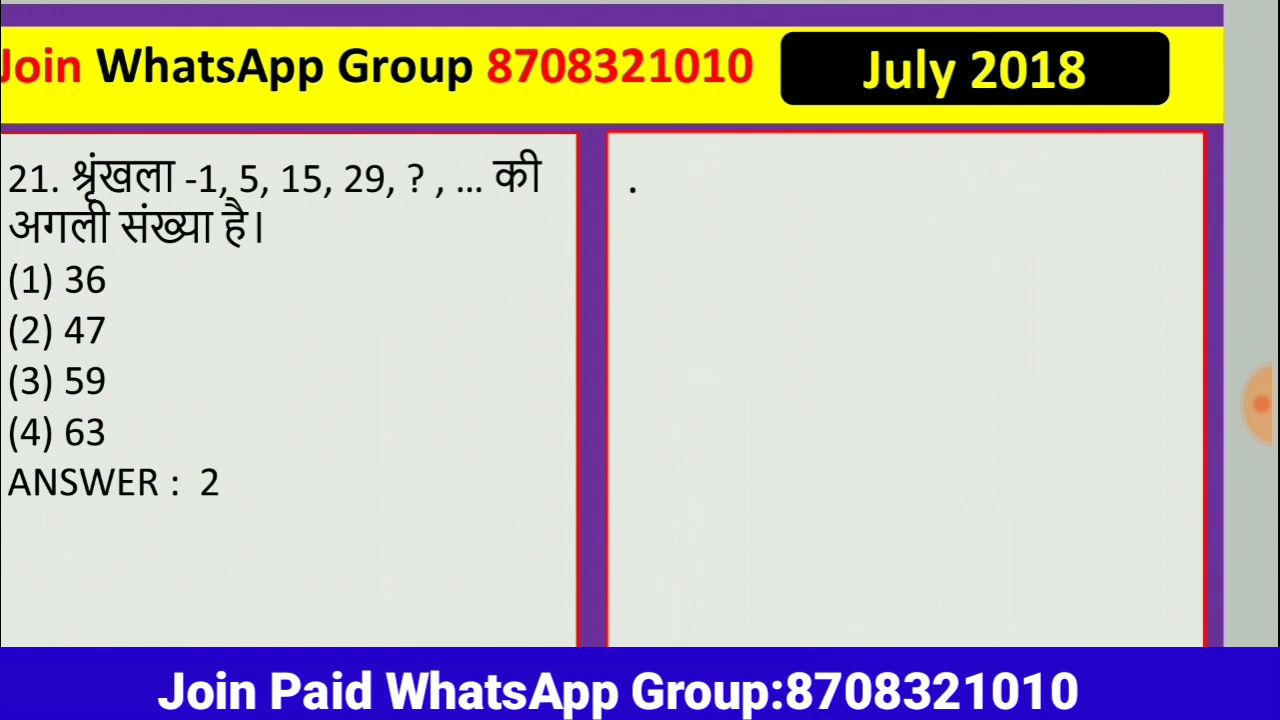 Join WhatsApp Group 8708321010
July 2018
21. श्रृंखला -1, 5, 15, 29, ? , ... की
अगली संख्या है।
(1) 36
(2) 47
(3) 59
(4) 63
ANSWER : 2
.
Join Paid WhatsApp Group:8708321010